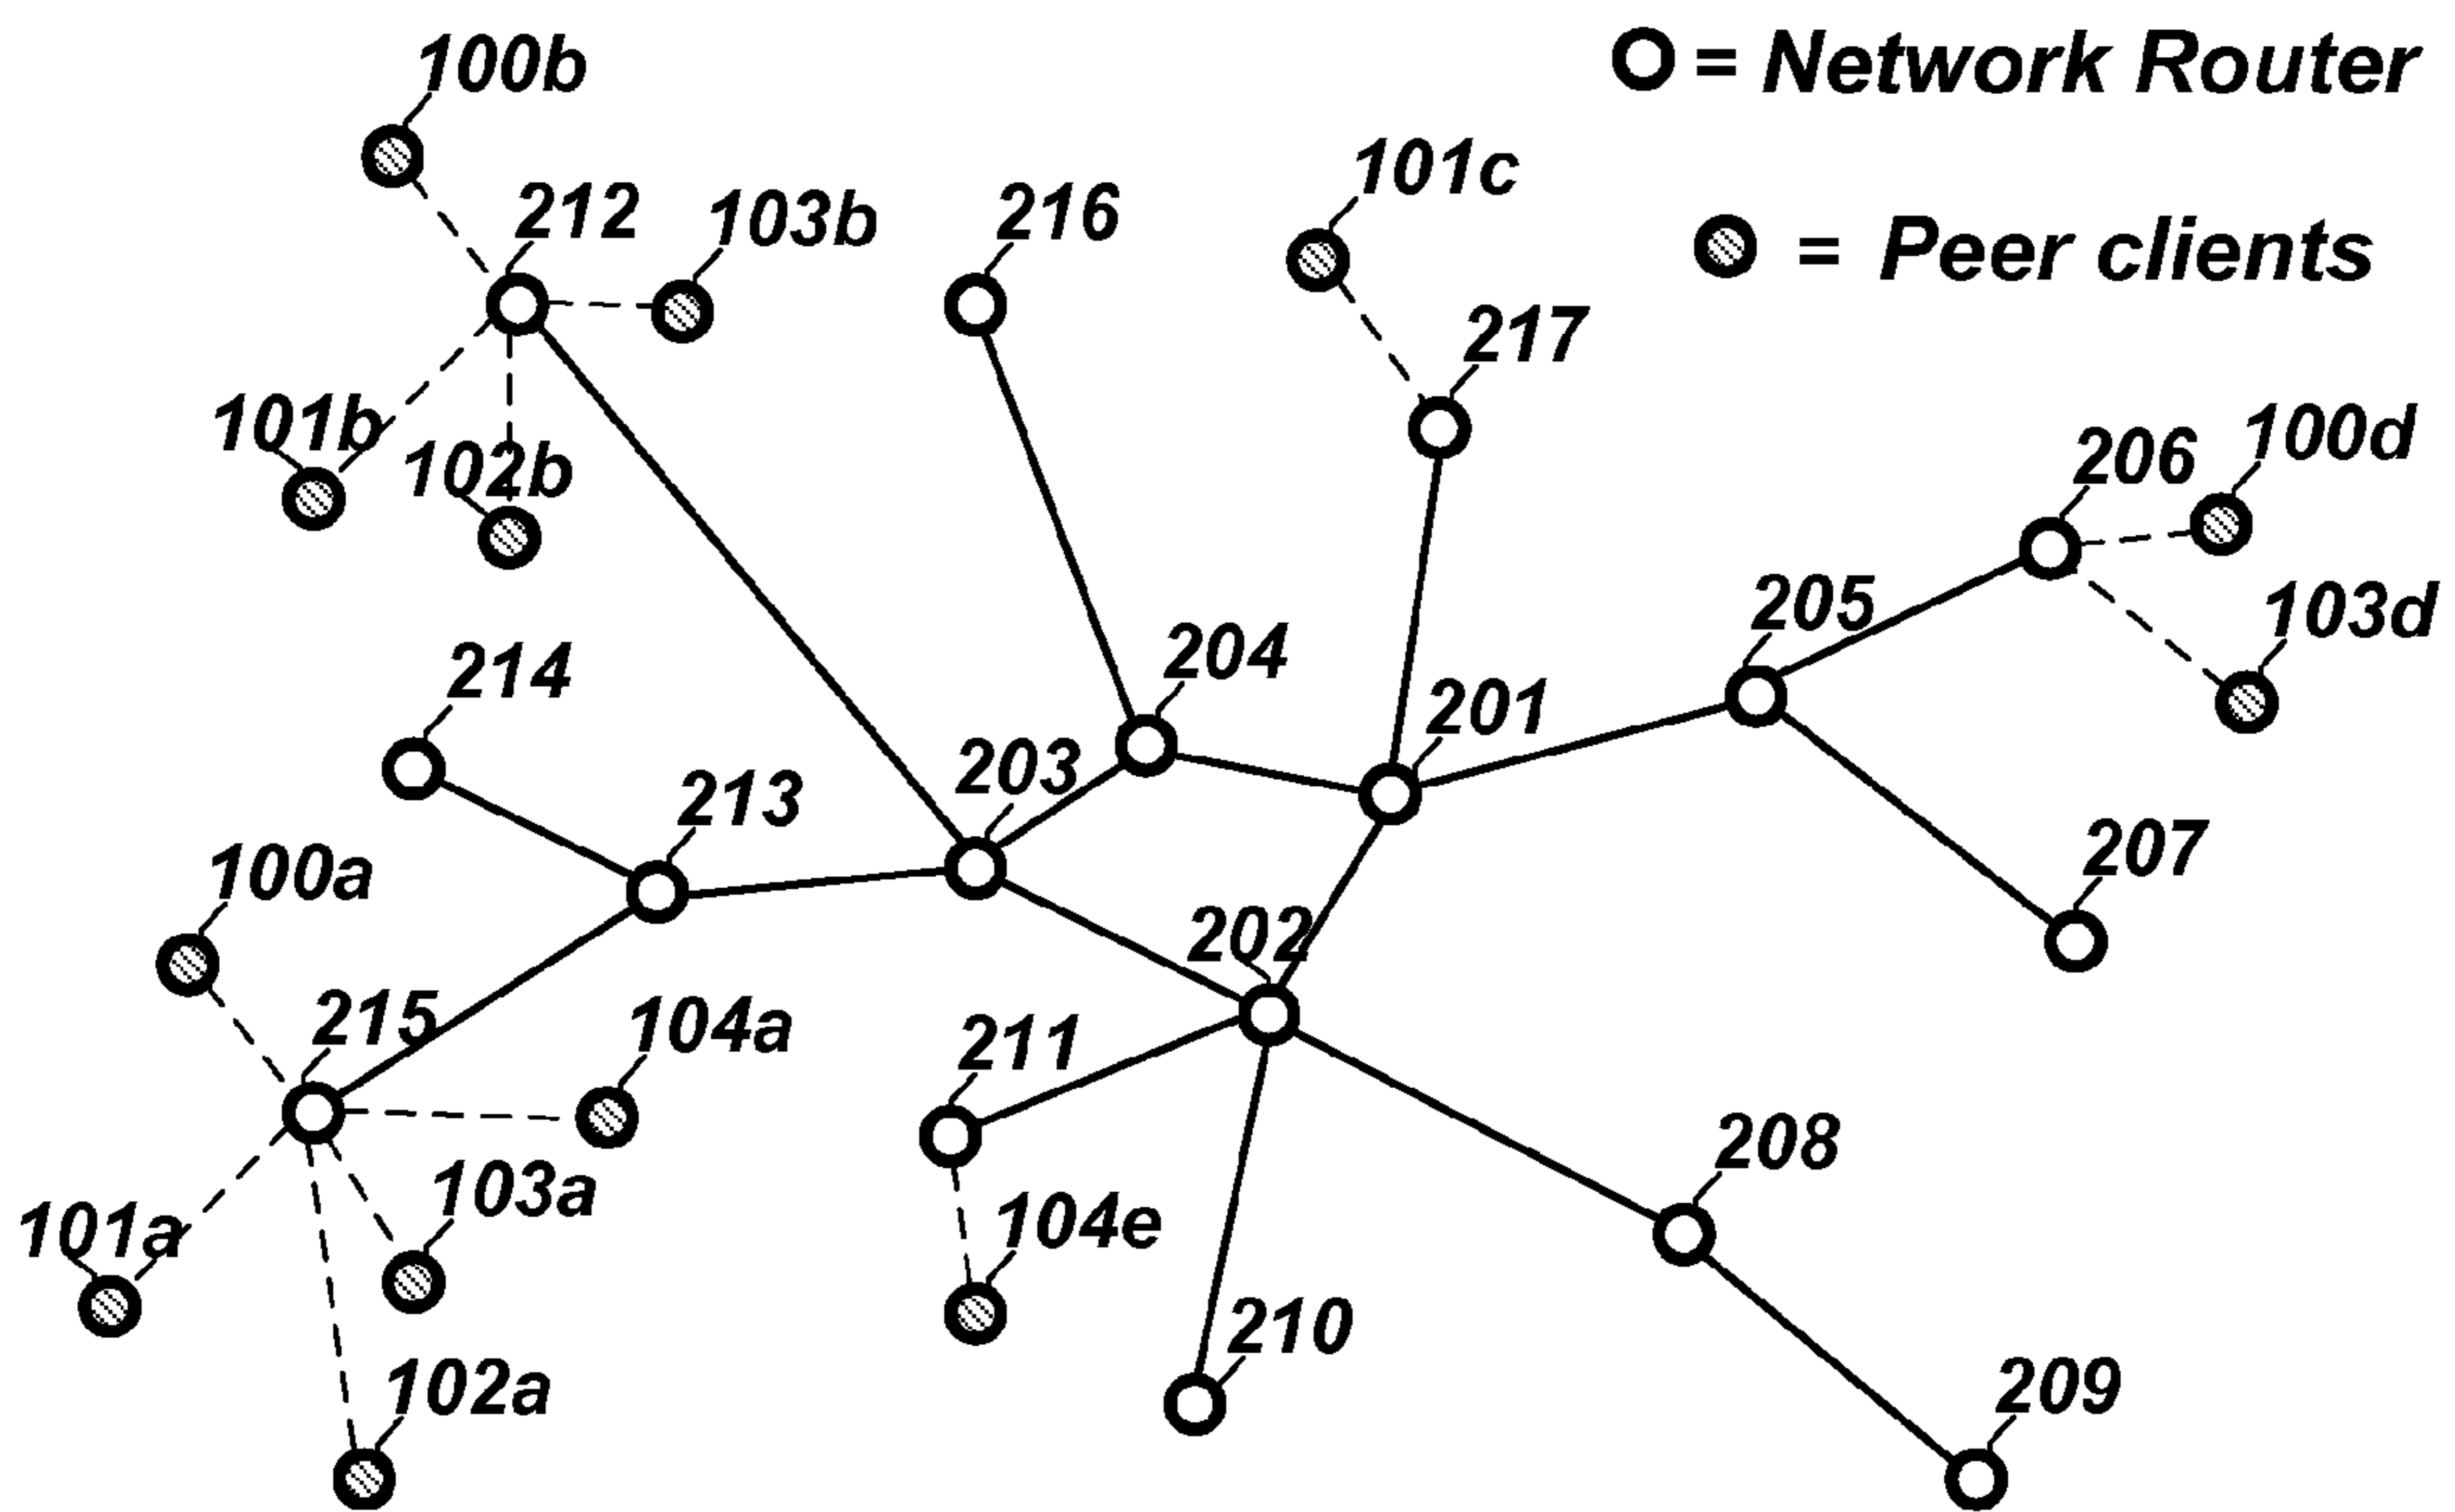 100b
= Network Router
101c
212
103b
216
= Peer clients
217
101b
102b
206
100d
205
103d
214
204
201
203
213
207
100a
202
215
104a
211
208
103a
101a
104e
210
102a
209